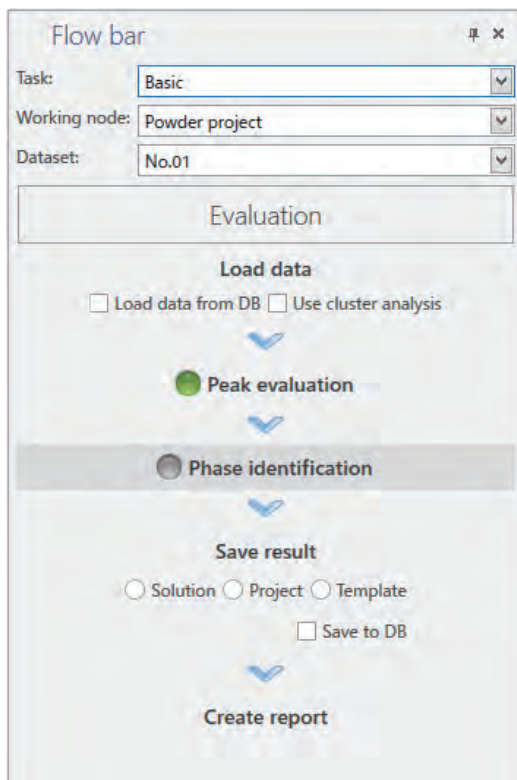 Flow bar
Task: Basic
Working node: Powder project
Dataset: No.01
Evaluation
Load data
Load data from DB Use cluster analysis
Peak evaluation
Phase identification
Save result
Solution Project Template
Save to DB
Create report